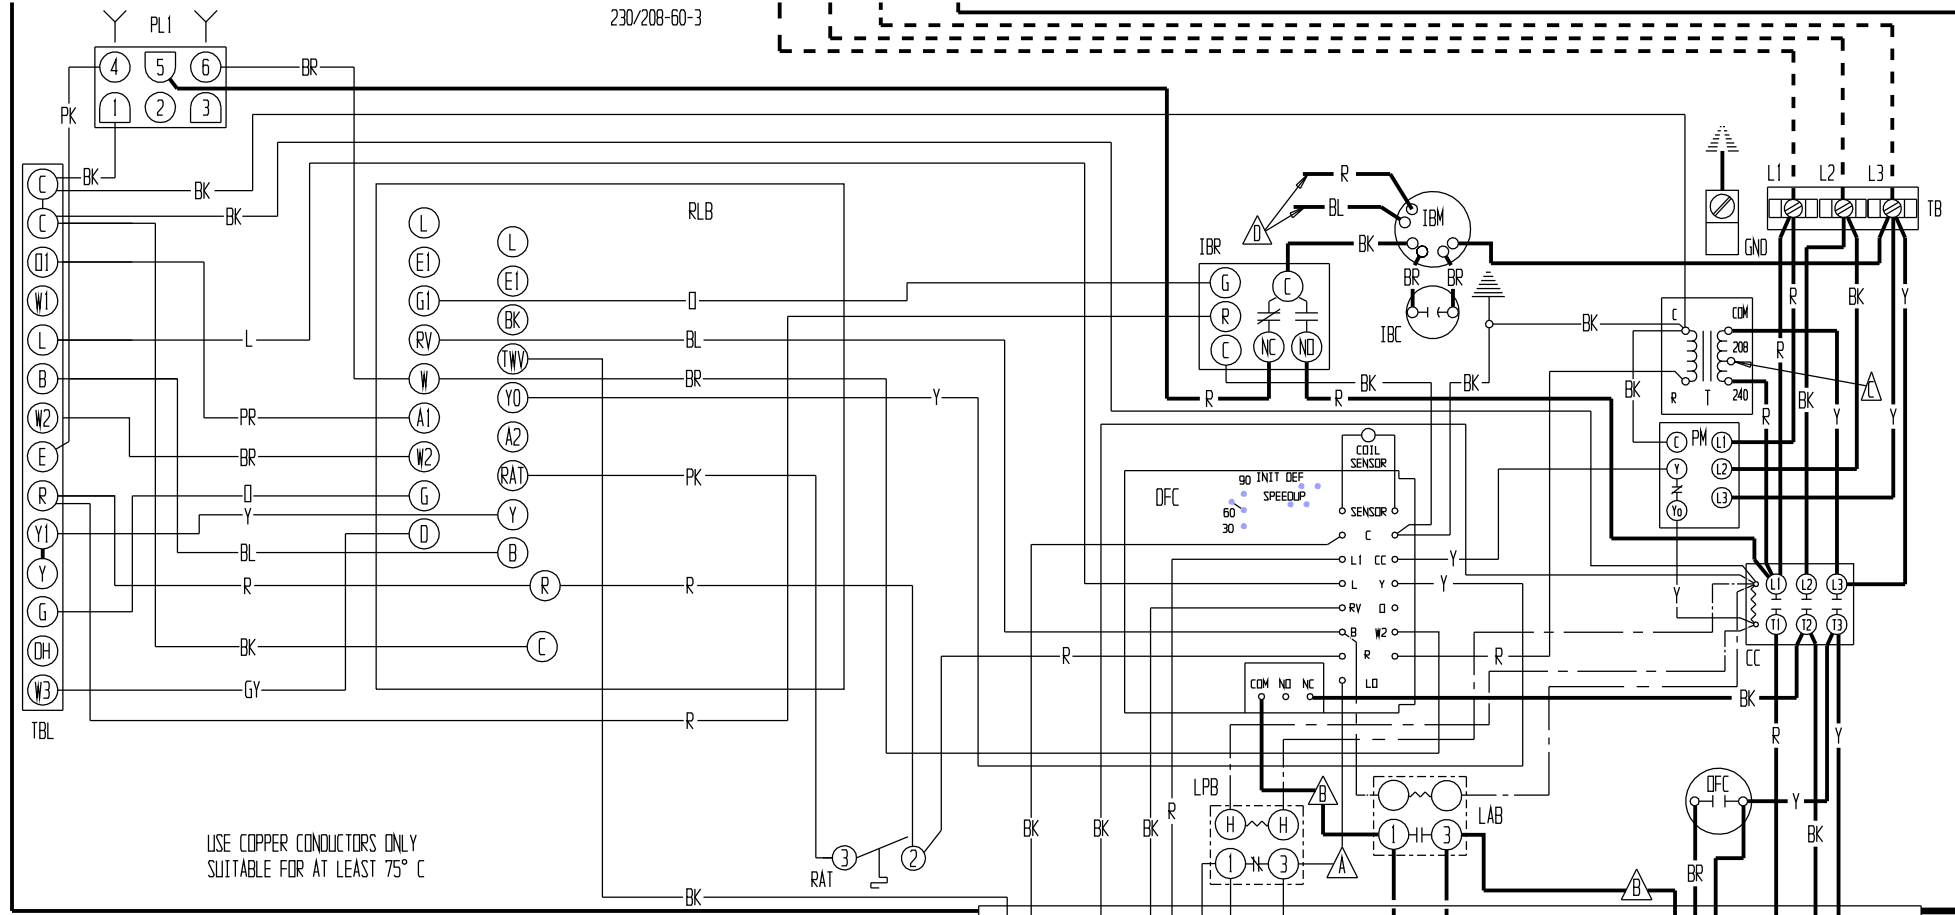 230/208-60-3
PL1
4 5 6
BR
1 2 3
PK
BK
BK
BK
C
C
O1
W1
L
B
W2
E
R
Y1
Y
G
OH
W3
TBL
L
PR
BR
O
Y
BL
R
BK
GY
R
RLB
L
E1
G1
RV
W
A1
W2
G
D
L
E1
BK
TWV
YO
A2
RAT
Y
B
R
C
O
BL
BR
Y
PK
R
R
BK
3
2
RAT
USE COPPER CONDUCTORS ONLY
SUITABLE FOR AT LEAST 75° C
R
BL
D
IBM
BK
BR BR
IBC
IBR
G
R
C
C
NC NO
R
R
BK
BK
BK
GND
L1 L2 L3
TB
R BK Y
C COM
208
240
R T
C
BK
R
R
BK
Y
Y
PM
C L1
Y L2
Yo L3
Y
L1 L2 L3
T1 T2 T3
CC
COIL
SENSOR
DFC
90 INIT DEF
SPEEDUP
60
30
SENSOR
C
L1 CC
L Y
RV O
B W2
R
LO
COM NO NC
Y
Y
R
R
BK
R
Y
LPB
H H
1 3
A
B
LAB
1 3
B
BK
BK
BK
R
OFC
Y
BK
BR